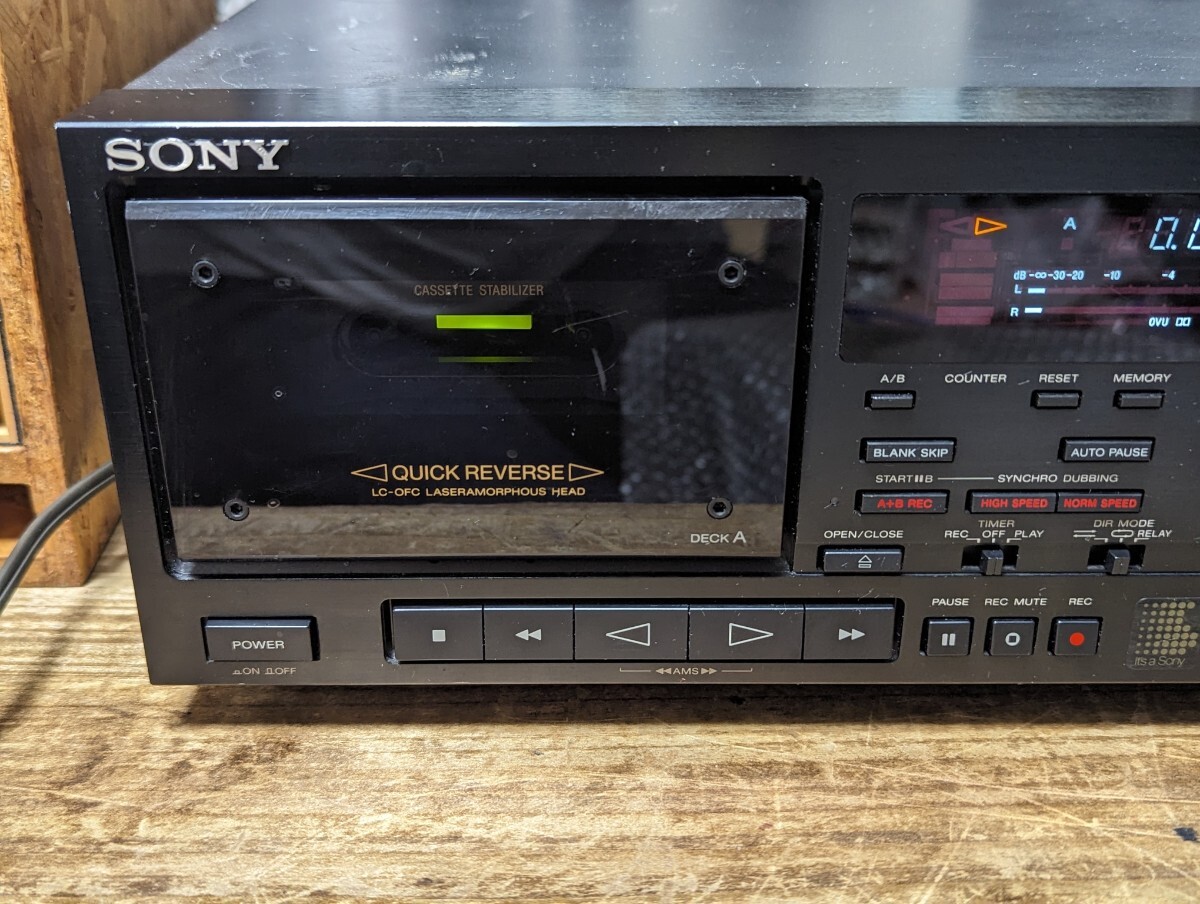 SONY
CASSETTE STABILIZER
QUICK REVERSE
LC-OFC LASERAMORPHOUS HEAD
DECK A
A
dB -∞-30-20 -10 -4
L
R
OVU
A/B COUNTER RESET MEMORY
BLANK SKIP AUTO PAUSE
START B SYNCHRO DUBBING
A+B REC HIGH SPEED NORM SPEED
TIMER DIR MODE
OPEN/CLOSE REC OFF PLAY RELAY
PAUSE REC MUTE REC
POWER
ON OFF
AMS
It's a Sony